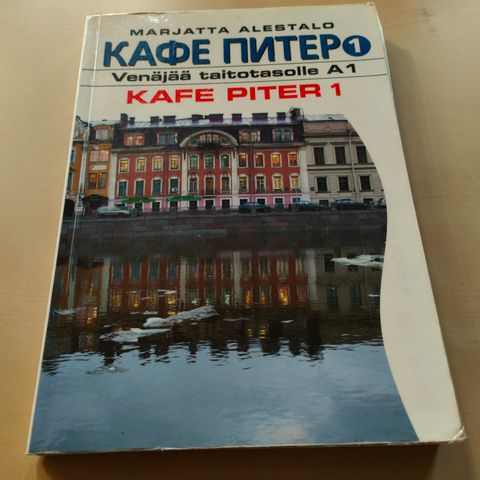 MARJATTA ALESTALO
КАФЕ ПИТЕР 1
Venäjää taitotasolle A1
KAFE PITER 1